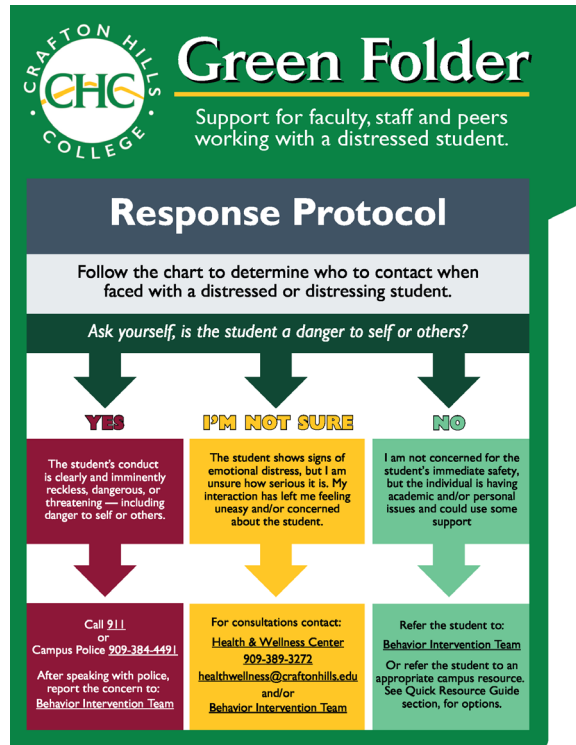 CRAFTON HILLS
CHC
COLLEGE
Green Folder
Support for faculty, staff and peers
working with a distressed student.
Response Protocol
Follow the chart to determine who to contact when
faced with a distressed or distressing student.
Ask yourself, is the student a danger to self or others?
YES
The student's conduct
is clearly and imminently
reckless, dangerous, or
threatening — including
danger to self or others.
Call 911
or
Campus Police 909-384-4491
After speaking with police,
report the concern to:
Behavior Intervention Team
I'M NOT SURE
The student shows signs of
emotional distress, but I am
unsure how serious it is. My
interaction has left me feeling
uneasy and/or concerned
about the student.
For consultations contact:
Health & Wellness Center
909-389-3272
healthwellness@craftonhills.edu
and/or
Behavior Intervention Team
NO
I am not concerned for the
student's immediate safety,
but the individual is having
academic and/or personal
issues and could use some
support
Refer the student to:
Behavior Intervention Team
Or refer the student to an
appropriate campus resource.
See Quick Resource Guide
section, for options.